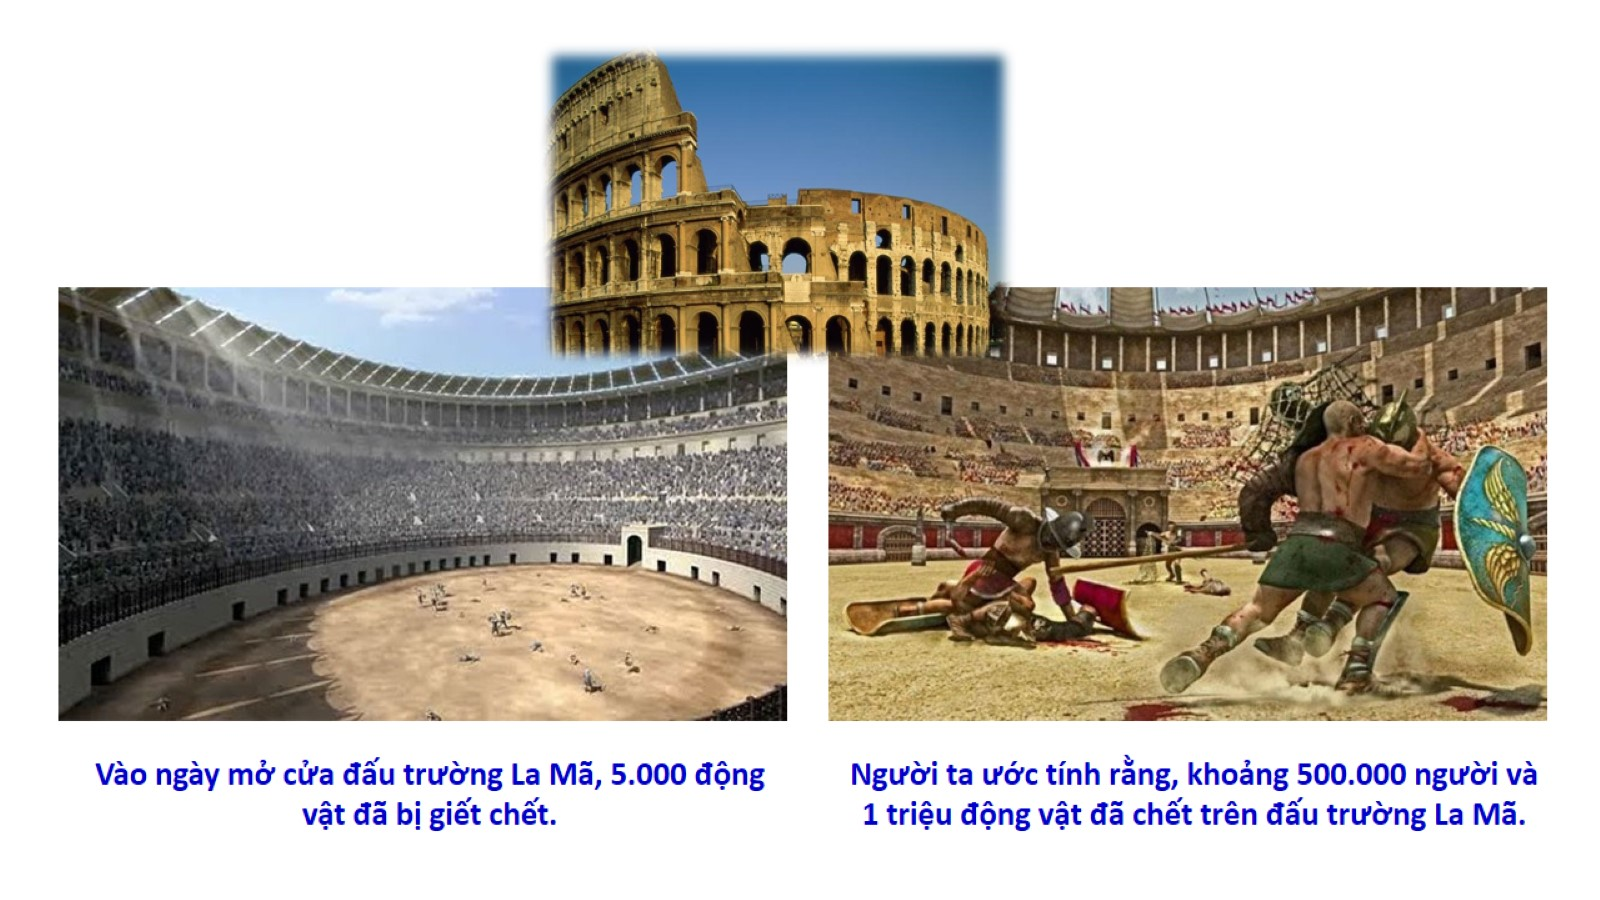 Vào ngày mở cửa đấu trường La Mã, 5.000 động
vật đã bị giết chết.
Người ta ước tính rằng, khoảng 500.000 người và
1 triệu động vật đã chết trên đấu trường La Mã.